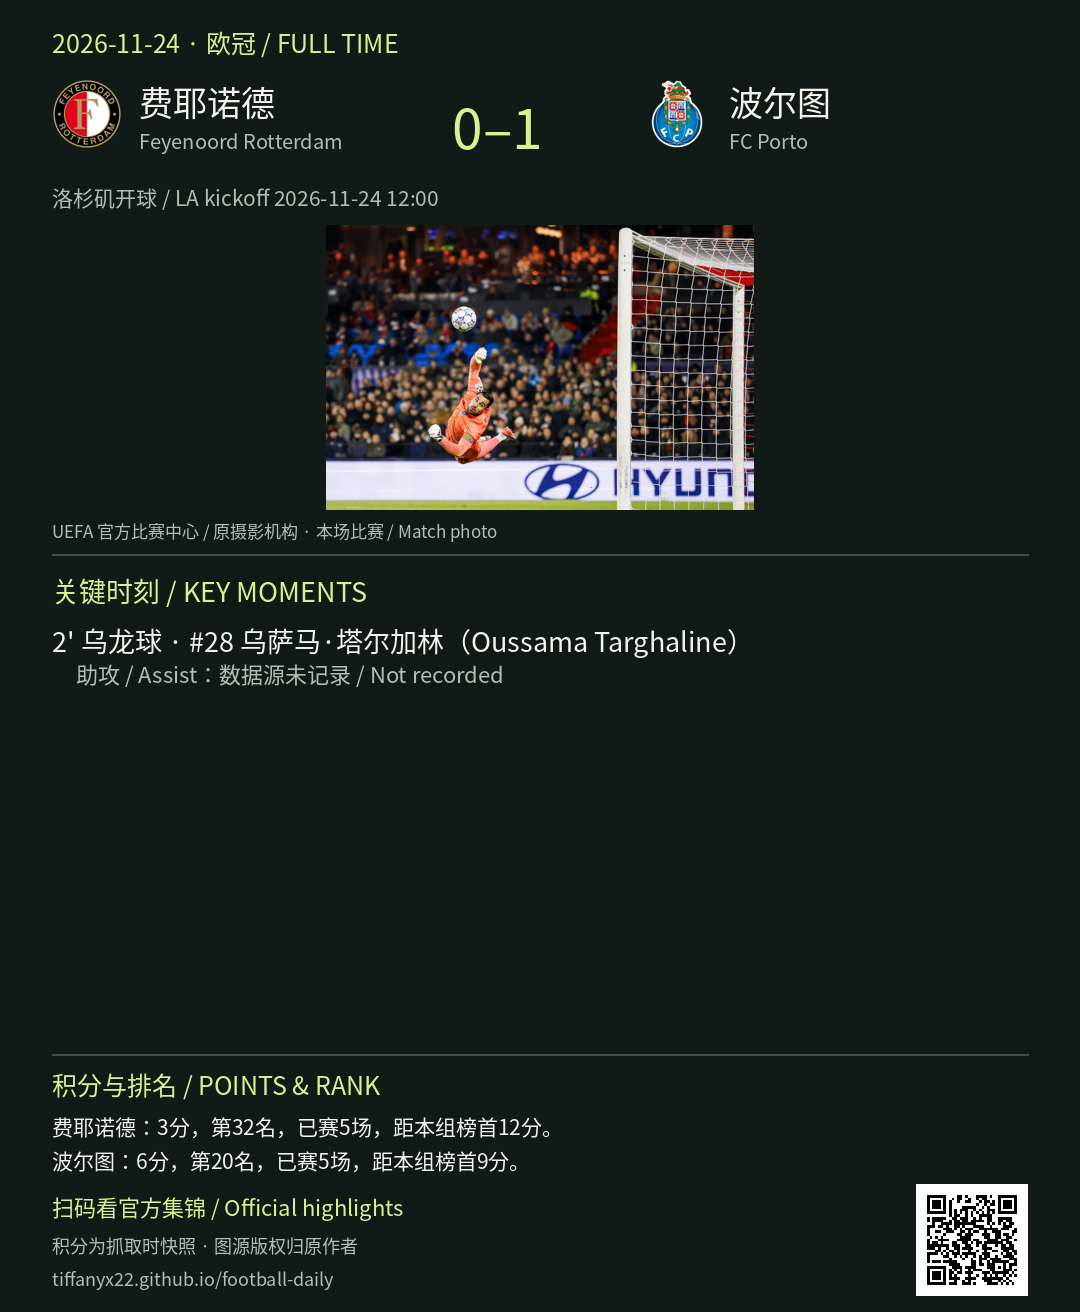 2026-11-24 · 欧冠 / FULL TIME
费耶诺德
Feyenoord Rotterdam
0–1
波尔图
FC Porto
FEYENOORD
ROTTERDAM
F
F C P
洛杉矶开球 / LA kickoff 2026-11-24 12:00
HYUND
UEFA 官方比赛中心 / 原摄影机构 · 本场比赛 / Match photo
关键时刻 / KEY MOMENTS
2' 乌龙球 · #28 乌萨马·塔尔加林（Oussama Targhaline）
助攻 / Assist：数据源未记录 / Not recorded
积分与排名 / POINTS & RANK
费耶诺德：3分，第32名，已赛5场，距本组榜首12分。
波尔图：6分，第20名，已赛5场，距本组榜首9分。
扫码看官方集锦 / Official highlights
积分为抓取时快照 · 图源版权归原作者
tiffanyx22.github.io/football-daily